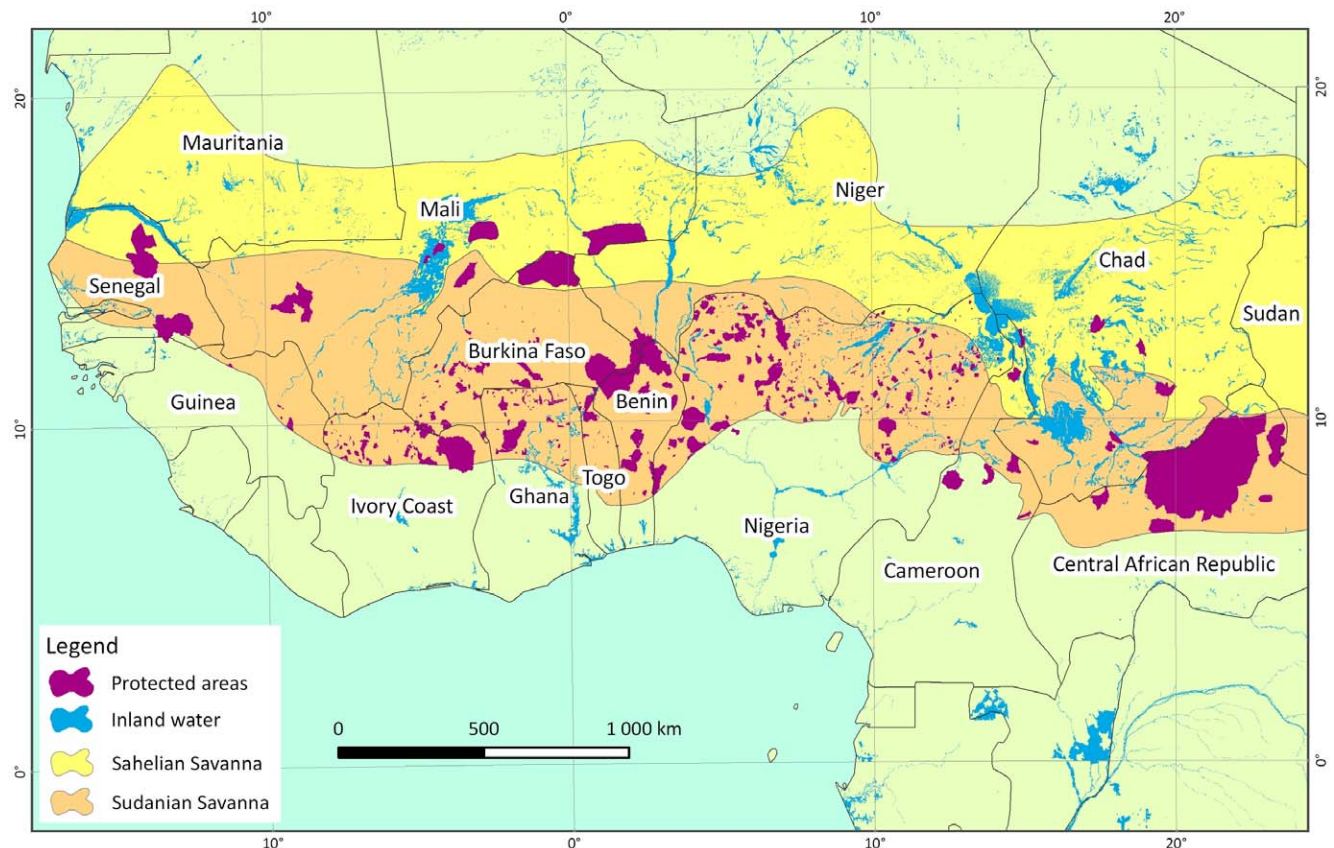 10°
0°
10°
20°
20°
20°
Mauritania
Niger
Mali
Chad
Senegal
Sudan
Burkina Faso
Guinea
Benin
10°
10°
Togo
Ghana
Ivory Coast
Nigeria
Cameroon
Central African Republic
Legend
Protected areas
Inland water
Sahelian Savanna
Sudanian Savanna
0
500
1 000 km
0°
0°
10°
0°
10°
20°